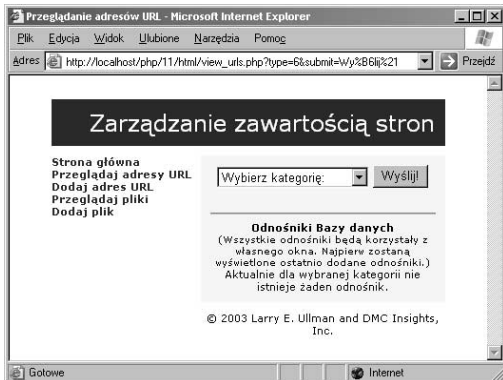 Przeglądanie adresów URL - Microsoft Internet Explorer
Plik Edycja Widok Ulubione Narzędzia Pomoc
Adres http://localhost/php/11/html/view_urls.php?type=6&submit=Wy%B6lij%21 Przejdź
Zarządzanie zawartością stron
Strona główna
Przeglądaj adresy URL
Dodaj adres URL
Przeglądaj pliki
Dodaj plik
Wybierz kategorię: Wyślij!
Odnośniki Bazy danych
(Wszystkie odnośniki będą korzystały z
własnego okna. Najpierw zostaną
wyświetlone ostatnio dodane odnośniki.)
Aktualnie dla wybranej kategorii nie
istnieje żaden odnośnik.
© 2003 Larry E. Ullman and DMC Insights,
Inc.
Gotowe Internet